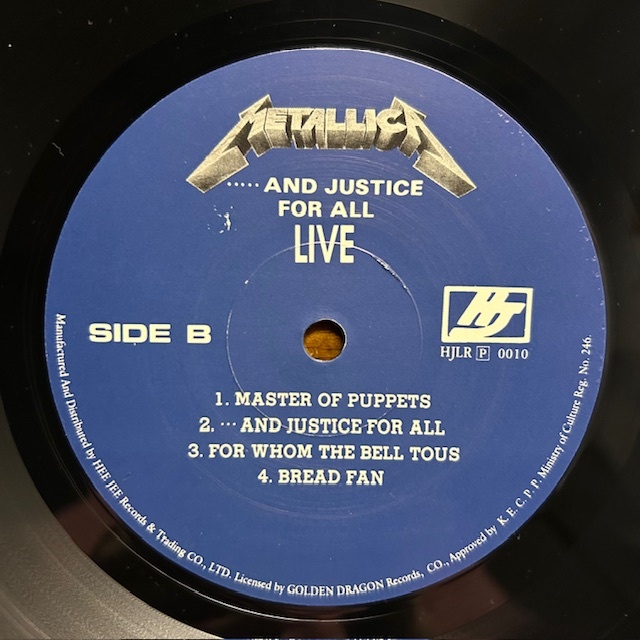 METALLICA
..... AND JUSTICE
FOR ALL
LIVE
SIDE B
HJ
HJLR P 0010
1. MASTER OF PUPPETS
2. ··· AND JUSTICE FOR ALL
3. FOR WHOM THE BELL TOUS
4. BREAD FAN
Manufactured And Distributed by HEE JEE Records & Trading CO., LTD. Licensed by GOLDEN DRAGON Records, CO., Approved by K. E. C. P. P. Ministry of Culture Reg. No. 246.